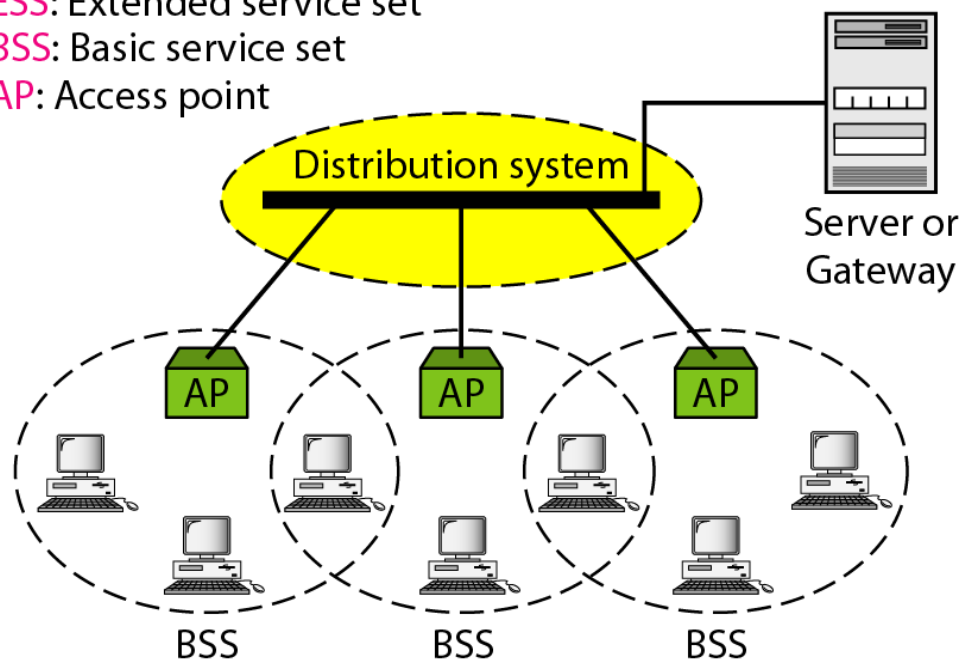 ESS: Extended service set
BSS: Basic service set
AP: Access point
Distribution system
Server or
Gateway
AP
AP
AP
BSS
BSS
BSS